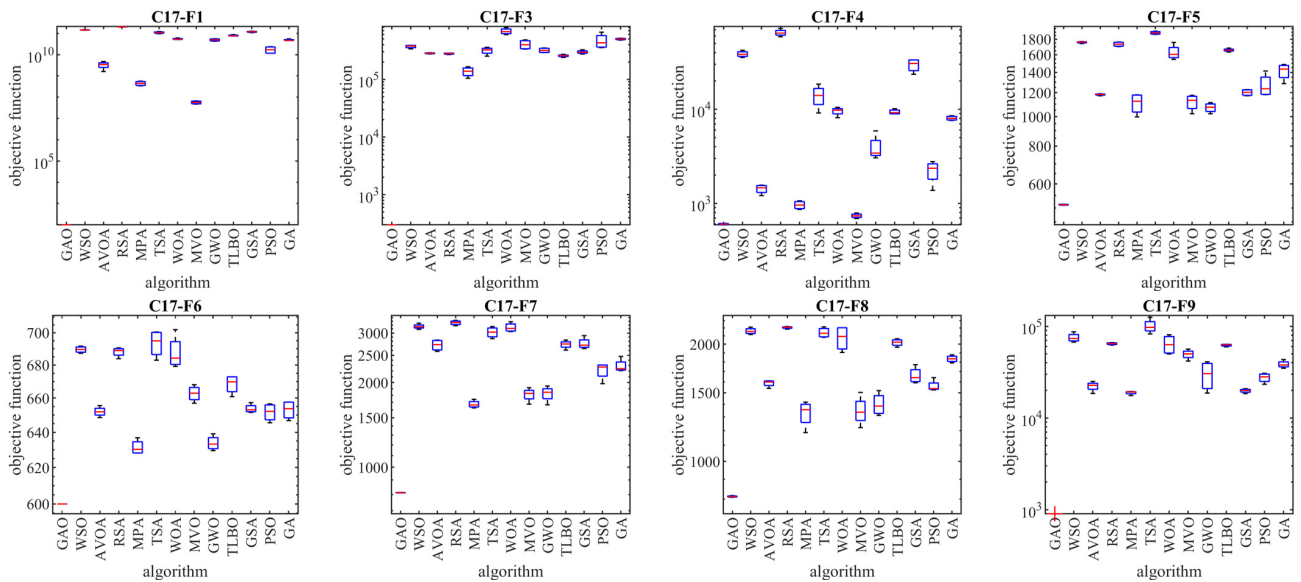 C17-F1
10^10
10^5
objective function
GAO WSO AVOA RSA MPA TSA WOA MVO GWO TLBO GSA PSO GA
algorithm
C17-F3
10^5
10^4
10^3
objective function
GAO WSO AVOA RSA MPA TSA WOA MVO GWO TLBO GSA PSO GA
algorithm
C17-F4
10^4
10^3
objective function
GAO WSO AVOA RSA MPA TSA WOA MVO GWO TLBO GSA PSO GA
algorithm
C17-F5
1800
1600
1400
1200
1000
800
600
objective function
GAO WSO AVOA RSA MPA TSA WOA MVO GWO TLBO GSA PSO GA
algorithm
C17-F6
700
680
660
640
620
600
objective function
GAO WSO AVOA RSA MPA TSA WOA MVO GWO TLBO GSA PSO GA
algorithm
C17-F7
3000
2500
2000
1500
1000
objective function
GAO WSO AVOA RSA MPA TSA WOA MVO GWO TLBO GSA PSO GA
algorithm
C17-F8
2000
1500
1000
objective function
GAO WSO AVOA RSA MPA TSA WOA MVO GWO TLBO GSA PSO GA
algorithm
C17-F9
10^5
10^4
10^3
objective function
GAO WSO AVOA RSA MPA TSA WOA MVO GWO TLBO GSA PSO GA
algorithm